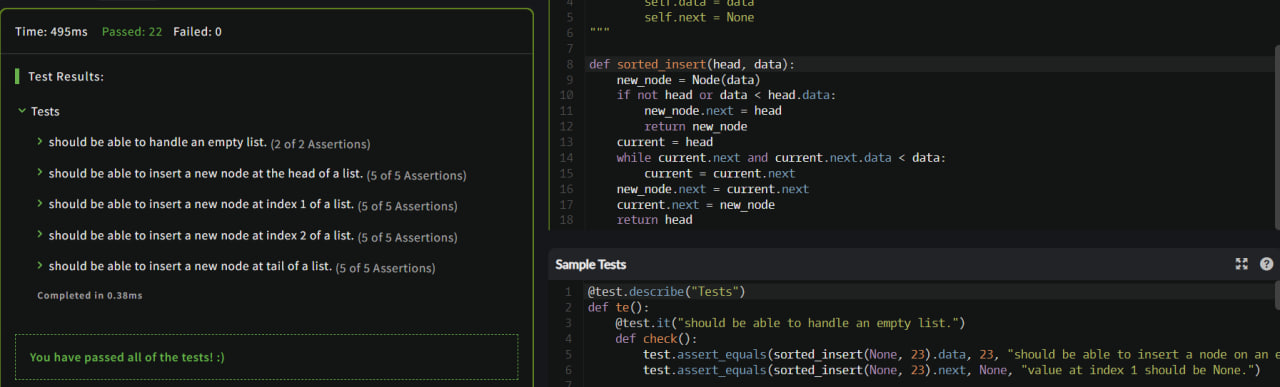 Time: 495ms Passed: 22 Failed: 0
Test Results:
Tests
should be able to handle an empty list. (2 of 2 Assertions)
should be able to insert a new node at the head of a list. (5 of 5 Assertions)
should be able to insert a new node at index 1 of a list. (5 of 5 Assertions)
should be able to insert a new node at index 2 of a list. (5 of 5 Assertions)
should be able to insert a new node at tail of a list. (5 of 5 Assertions)
Completed in 0.38ms
You have passed all of the tests! :)
4 self.data = data
5 self.next = None
6 """
7
8 def sorted_insert(head, data):
9 new_node = Node(data)
10 if not head or data < head.data:
11 new_node.next = head
12 return new_node
13 current = head
14 while current.next and current.next.data < data:
15 current = current.next
16 new_node.next = current.next
17 current.next = new_node
18 return head
Sample Tests
?
1 @test.describe("Tests")
2 def te():
3 @test.it("should be able to handle an empty list.")
4 def check():
5 test.assert_equals(sorted_insert(None, 23).data, 23, "should be able to insert a node on an e
6 test.assert_equals(sorted_insert(None, 23).next, None, "value at index 1 should be None.")
7